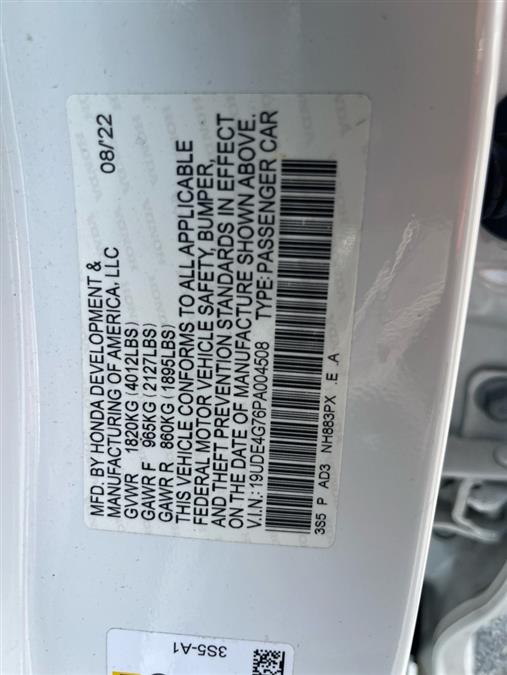 MFD. BY HONDA DEVELOPMENT &
MANUFACTURING OF AMERICA, LLC 08/'22
GVWR 1820KG (4012LBS)
GAWR F 965KG (2127LBS)
GAWR R 860KG (1895LBS)
THIS VEHICLE CONFORMS TO ALL APPLICABLE
FEDERAL MOTOR VEHICLE SAFETY, BUMPER,
AND THEFT PREVENTION STANDARDS IN EFFECT
ON THE DATE OF MANUFACTURE SHOWN ABOVE.
V.I.N.: 19UDE4G76PA004508 TYPE: PASSENGER CAR
3S5 P AD3 NH883PX .E .A
3S5-A1
HONDA